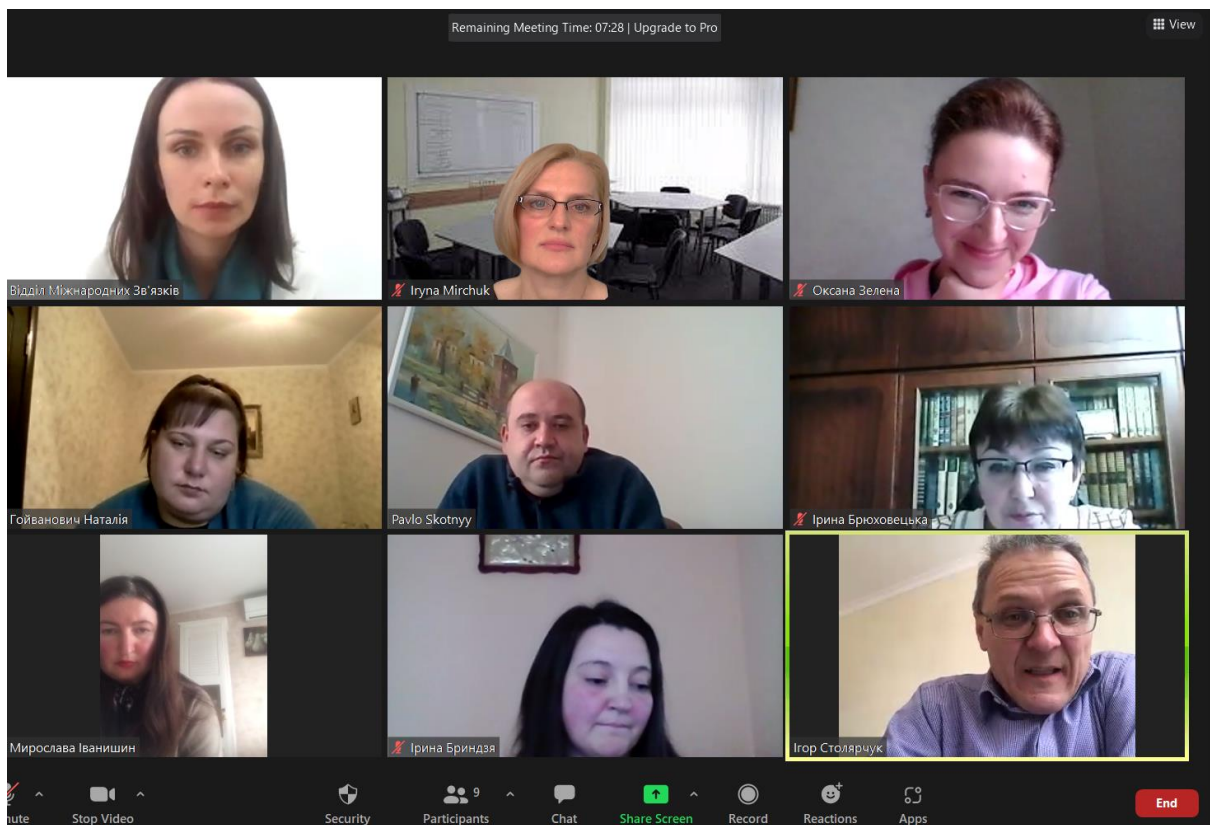 Remaining Meeting Time: 07:28 | Upgrade to Pro
View
Відділ Міжнародних Зв'язків
Iryna Mirchuk
Оксана Зелена
Гойванович Наталія
Pavlo Skotnyy
Ірина Брюховецька
Мирослава Іванишин
Ірина Бриндзя
Ігор Столярчук
9
nute
Stop Video
Security
Participants
Chat
Share Screen
Record
Reactions
Apps
End